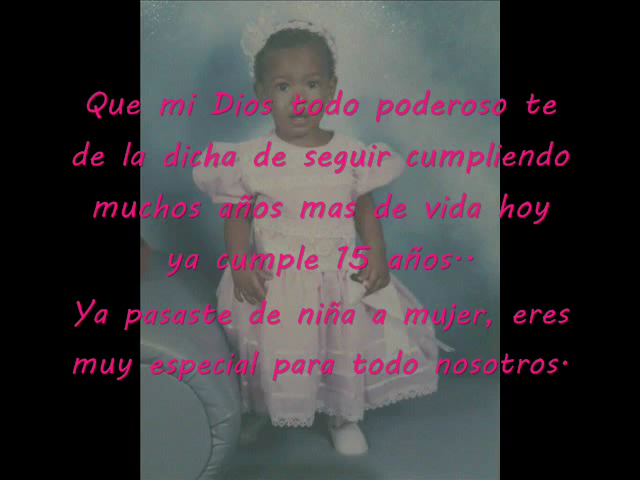 Que mi Dios todo poderoso te
de la dicha de seguir cumpliendo
muchos años mas de vida hoy
ya cumple 15 años..
Ya pasaste de niña a mujer, eres
muy especial para todo nosotros.